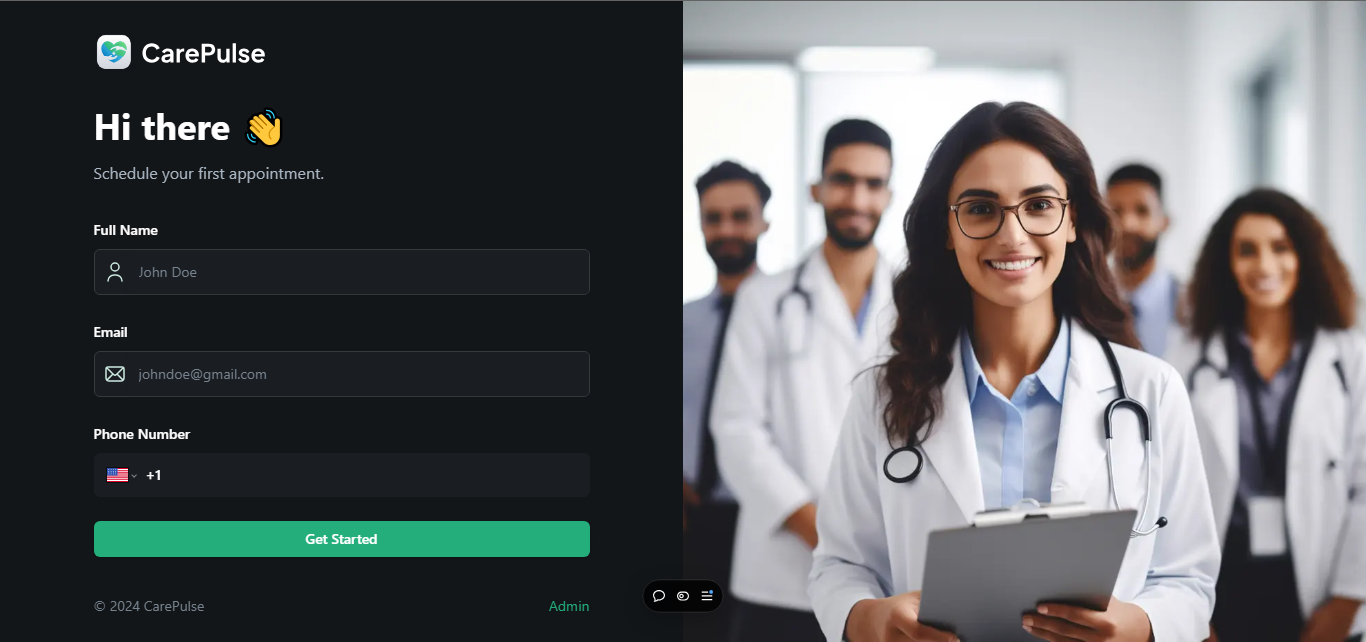 CarePulse
Hi there 👋
Schedule your first appointment.
Full Name
John Doe
Email
johndoe@gmail.com
Phone Number
+1
Get Started
© 2024 CarePulse
Admin